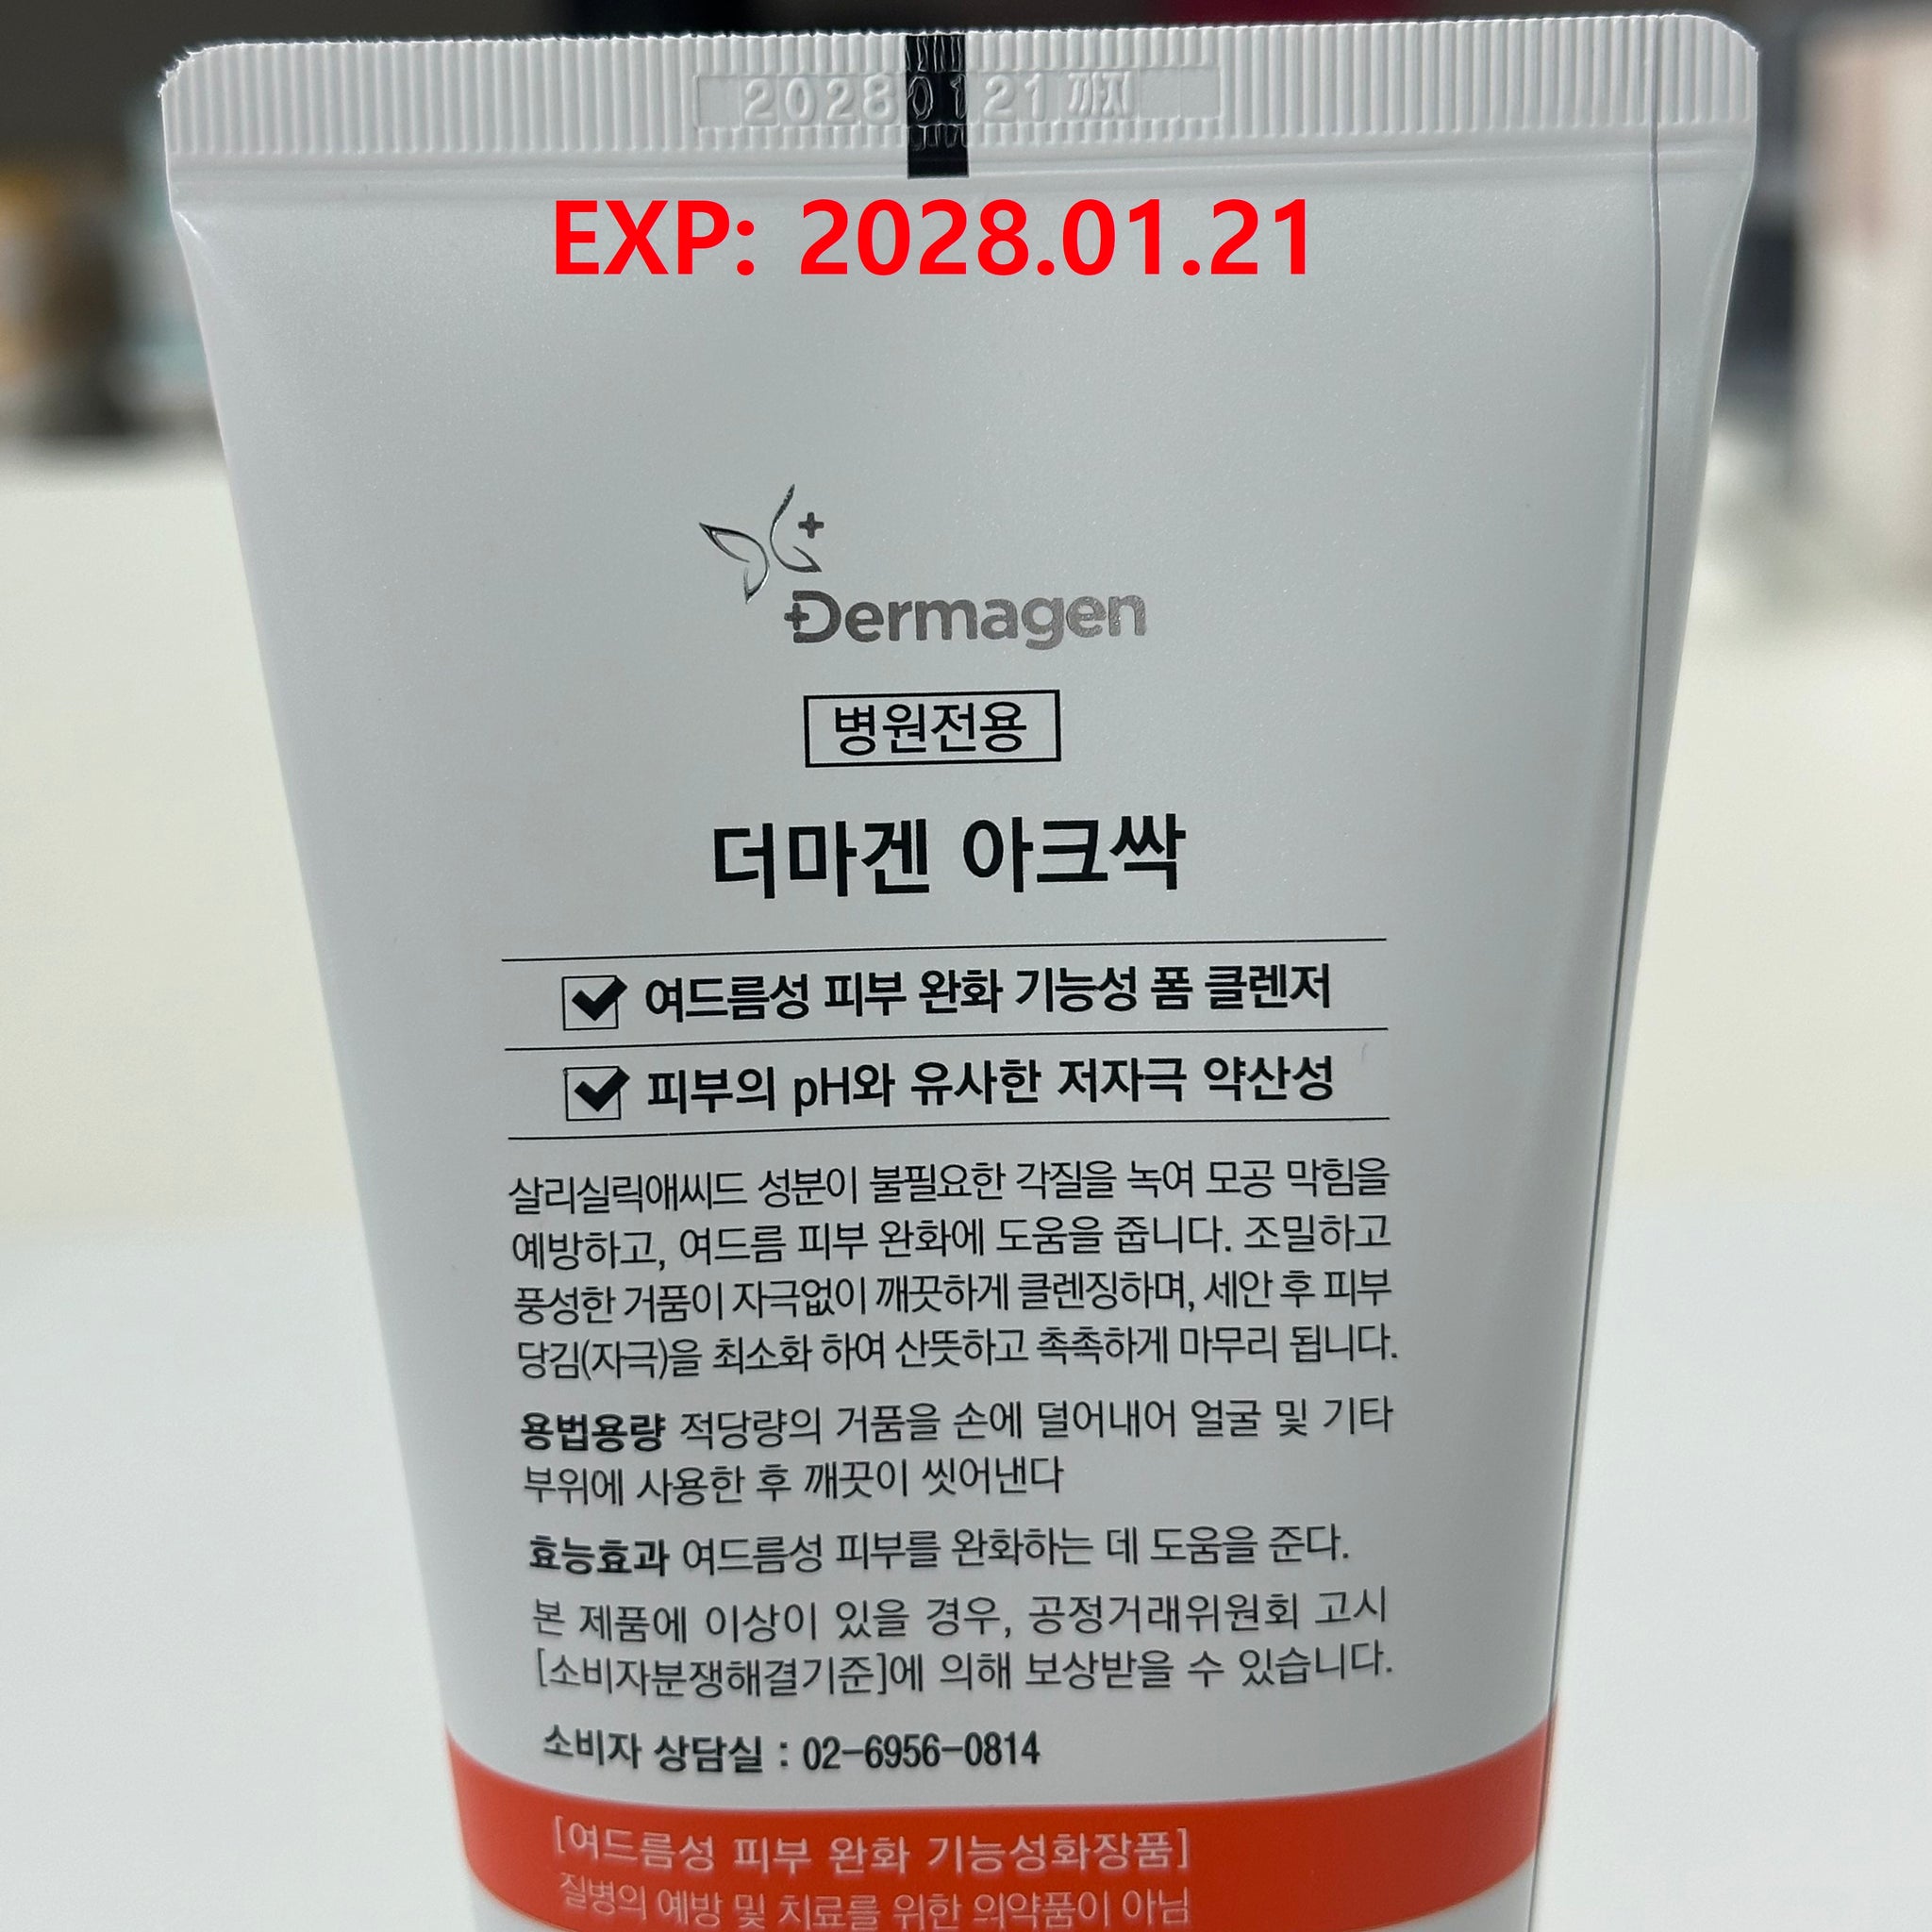 20280121까지
EXP: 2028.01.21
Dermagen
병원전용
더마겐 아크싹
여드름성 피부 완화 기능성 폼 클렌저
피부의 pH와 유사한 저자극 약산성
살리실릭애씨드 성분이 불필요한 각질을 녹여 모공 막힘을
예방하고, 여드름 피부 완화에 도움을 줍니다. 조밀하고
풍성한 거품이 자극없이 깨끗하게 클렌징하며, 세안 후 피부
당김(자극)을 최소화 하여 산뜻하고 촉촉하게 마무리 됩니다.
용법용량 적당량의 거품을 손에 덜어내어 얼굴 및 기타
부위에 사용한 후 깨끗이 씻어낸다
효능효과 여드름성 피부를 완화하는 데 도움을 준다.
본 제품에 이상이 있을 경우, 공정거래위원회 고시
[소비자분쟁해결기준]에 의해 보상받을 수 있습니다.
소비자 상담실 : 02-6956-0814
[여드름성 피부 완화 기능성화장품]
질병의 예방 및 치료를 위한 의약품이 아님